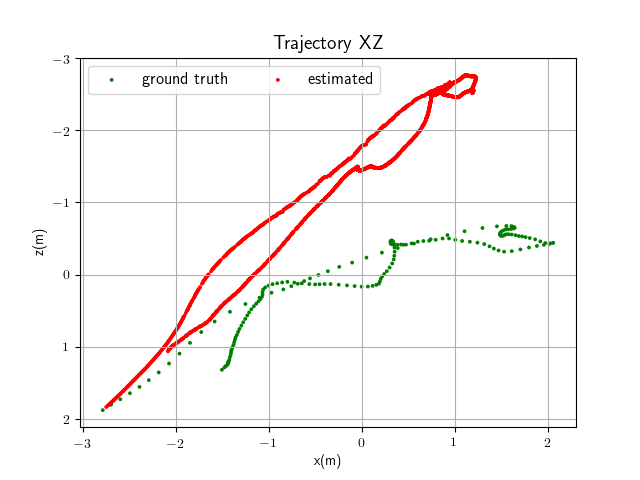 Trajectory XZ
ground truth
estimated
−3
−2
−1
0
1
2
z(m)
−3
−2
−1
0
1
2
x(m)